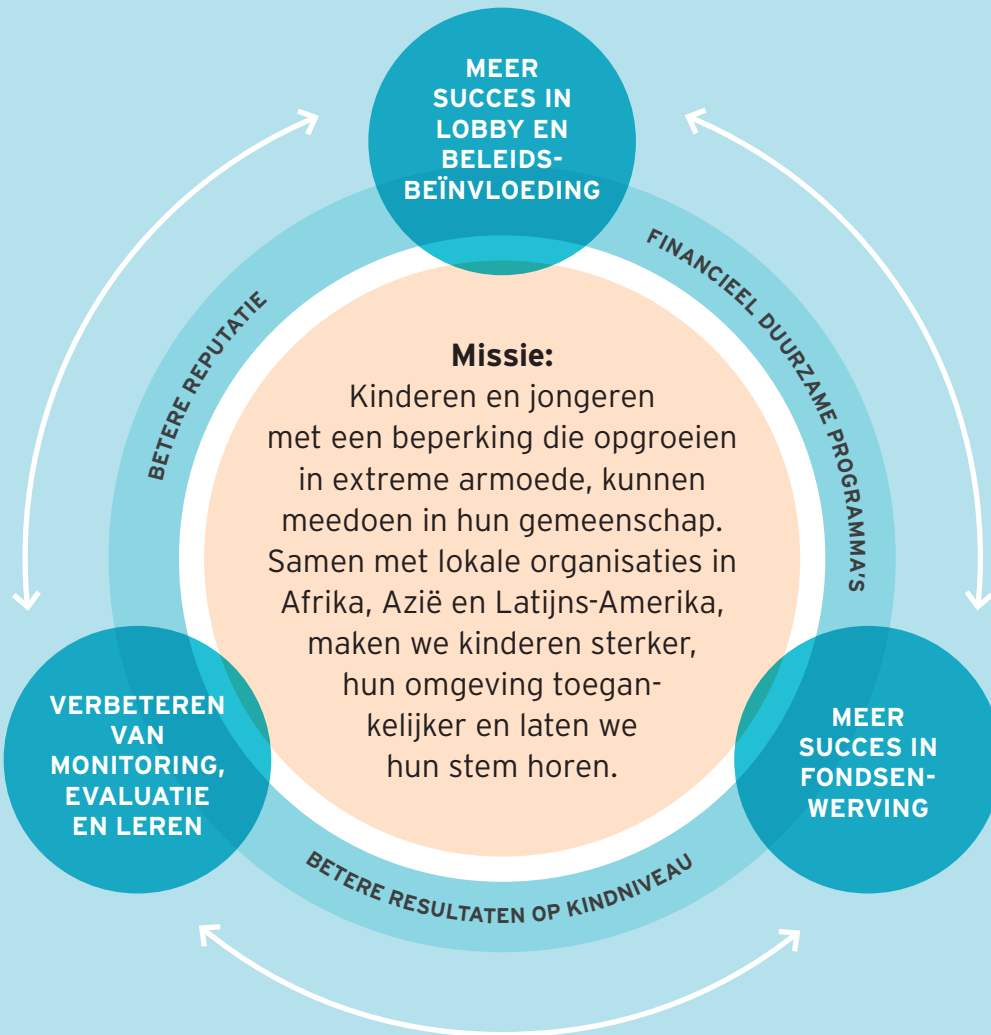 MEER
SUCCES IN
LOBBY EN
BELEIDS-
BEÏNVLOEDING
BETERE REPUTATIE
FINANCIEEL DUURZAME PROGRAMMA'S
Missie:
Kinderen en jongeren
met een beperking die opgroeien
in extreme armoede, kunnen
meedoen in hun gemeenschap.
Samen met lokale organisaties in
Afrika, Azië en Latijns-Amerika,
maken we kinderen sterker,
hun omgeving toegan-
kelijker en laten we
hun stem horen.
VERBETEREN
VAN
MONITORING,
EVALUATIE
EN LEREN
MEER
SUCCES IN
FONDSEN-
WERVING
BETERE RESULTATEN OP KINDNIVEAU